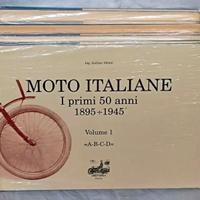 MOTO ITALIANE
I primi 50 anni
1895÷1945
Volume 1
«A-B-C-D»